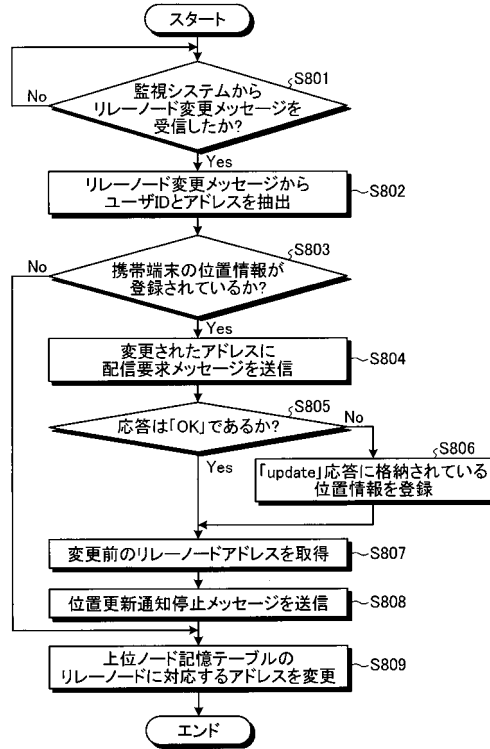 スタート
S801
監視システムから
リレーノード変更メッセージを
受信したか?
No
Yes
リレーノード変更メッセージから
ユーザIDとアドレスを抽出
S802
S803
No
携帯端末の位置情報が
登録されているか?
Yes
変更されたアドレスに
配信要求メッセージを送信
S804
S805
応答は「OK」であるか?
No
Yes
S806
「update」応答に格納されている
位置情報を登録
変更前のリレーノードアドレスを取得
S807
位置更新通知停止メッセージを送信
S808
上位ノード記憶テーブルの
リレーノードに対応するアドレスを変更
S809
エンド